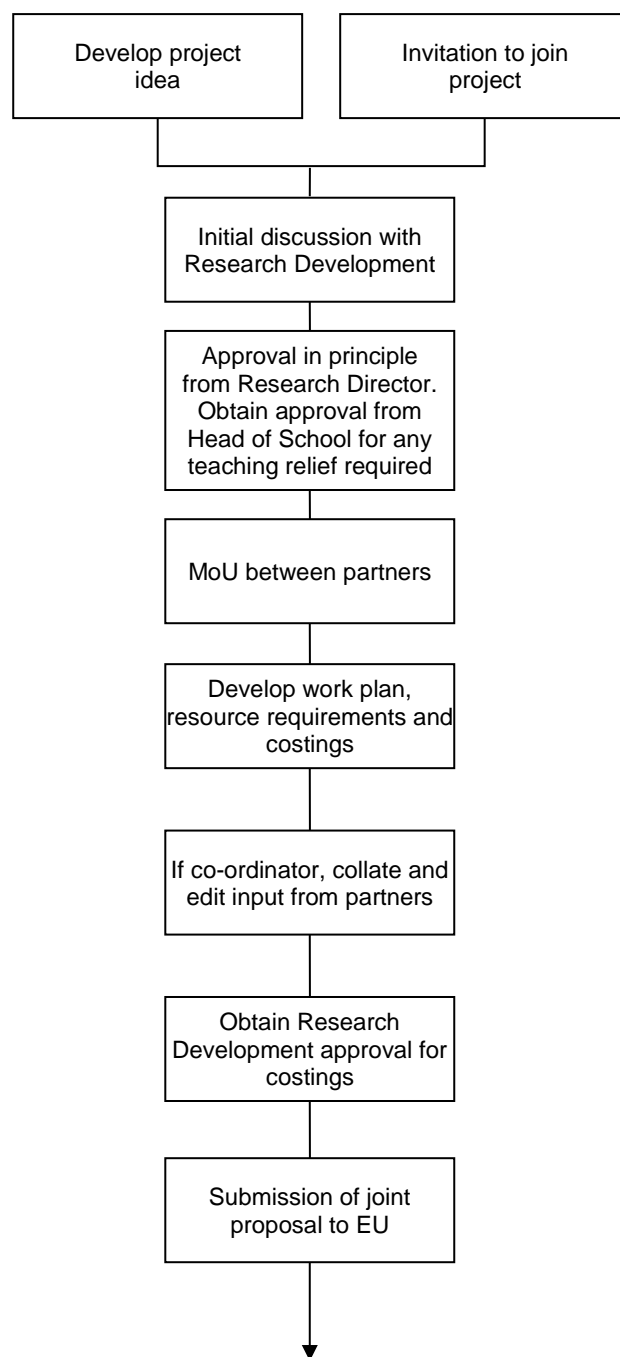 Develop project
idea
Invitation to join
project
Initial discussion with
Research Development
Approval in principle
from Research Director.
Obtain approval from
Head of School for any
teaching relief required
MoU between partners
Develop work plan,
resource requirements and
costings
If co-ordinator, collate and
edit input from partners
Obtain Research
Development approval for
costings
Submission of joint
proposal to EU